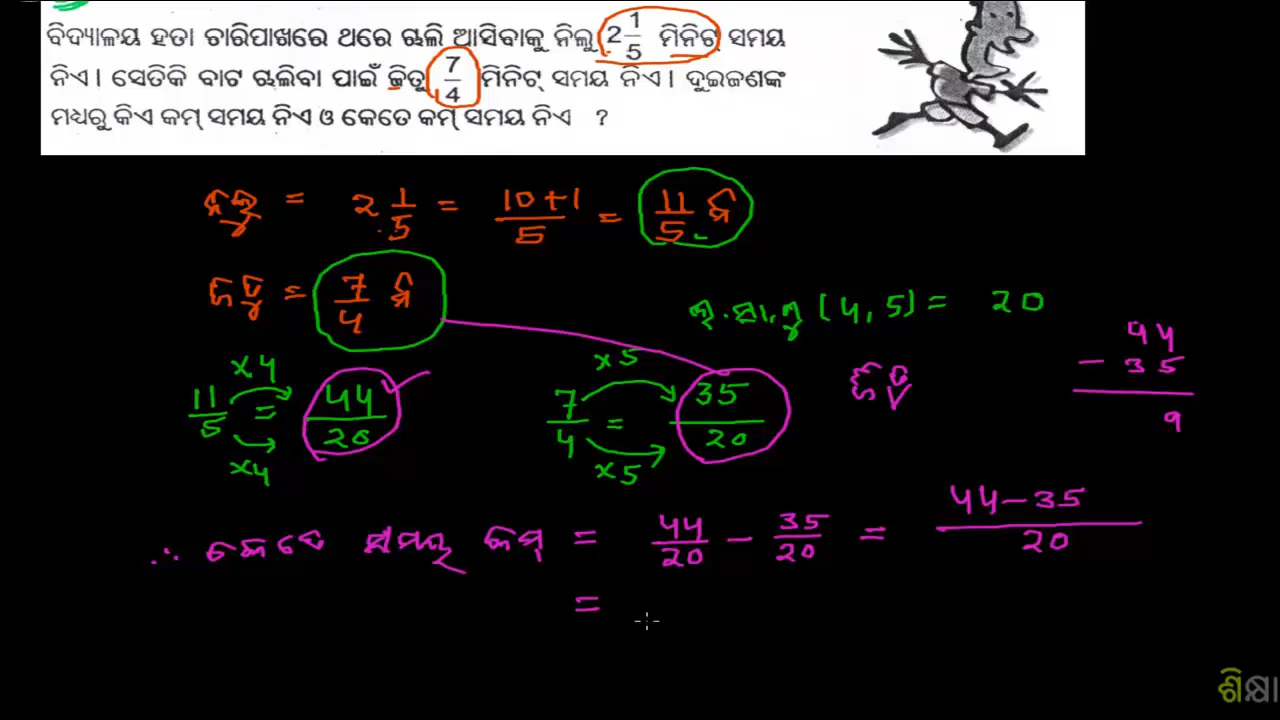 ବିଦ୍ୟାଳୟ ହତା ଚାରିପାଖରେ ଥରେ ଚାଲି ଆସିବାକୁ ନିଲୁ 2 1/5 ମିନିଟ୍ ସମୟ
ନିଏ। ସେତିକି ବାଟ ଚାଲିବା ପାଇଁ ଜିତୁ 7/4 ମିନିଟ୍ ସମୟ ନିଏ। ଦୁଇଜଣଙ୍କ
ମଧ୍ୟରୁ କିଏ କମ୍ ସମୟ ନିଏ ଓ କେତେ କମ୍ ସମୟ ନିଏ ?
ନିଲୁ = 2 1/5 = 10+1/5 = 11/5 ମି
ଜିତୁ = 7/4 ମି
ଲ.ସା.ଗୁ (4, 5) = 20
11/5 ×4 ×4 = 44/20
7/4 ×5 ×5 = 35/20
ଜିତୁ
44
- 35
9
∴ କେତେ ସମୟ କମ୍ = 44/20 - 35/20 = 44-35/20
=
ଶିକ୍ଷା